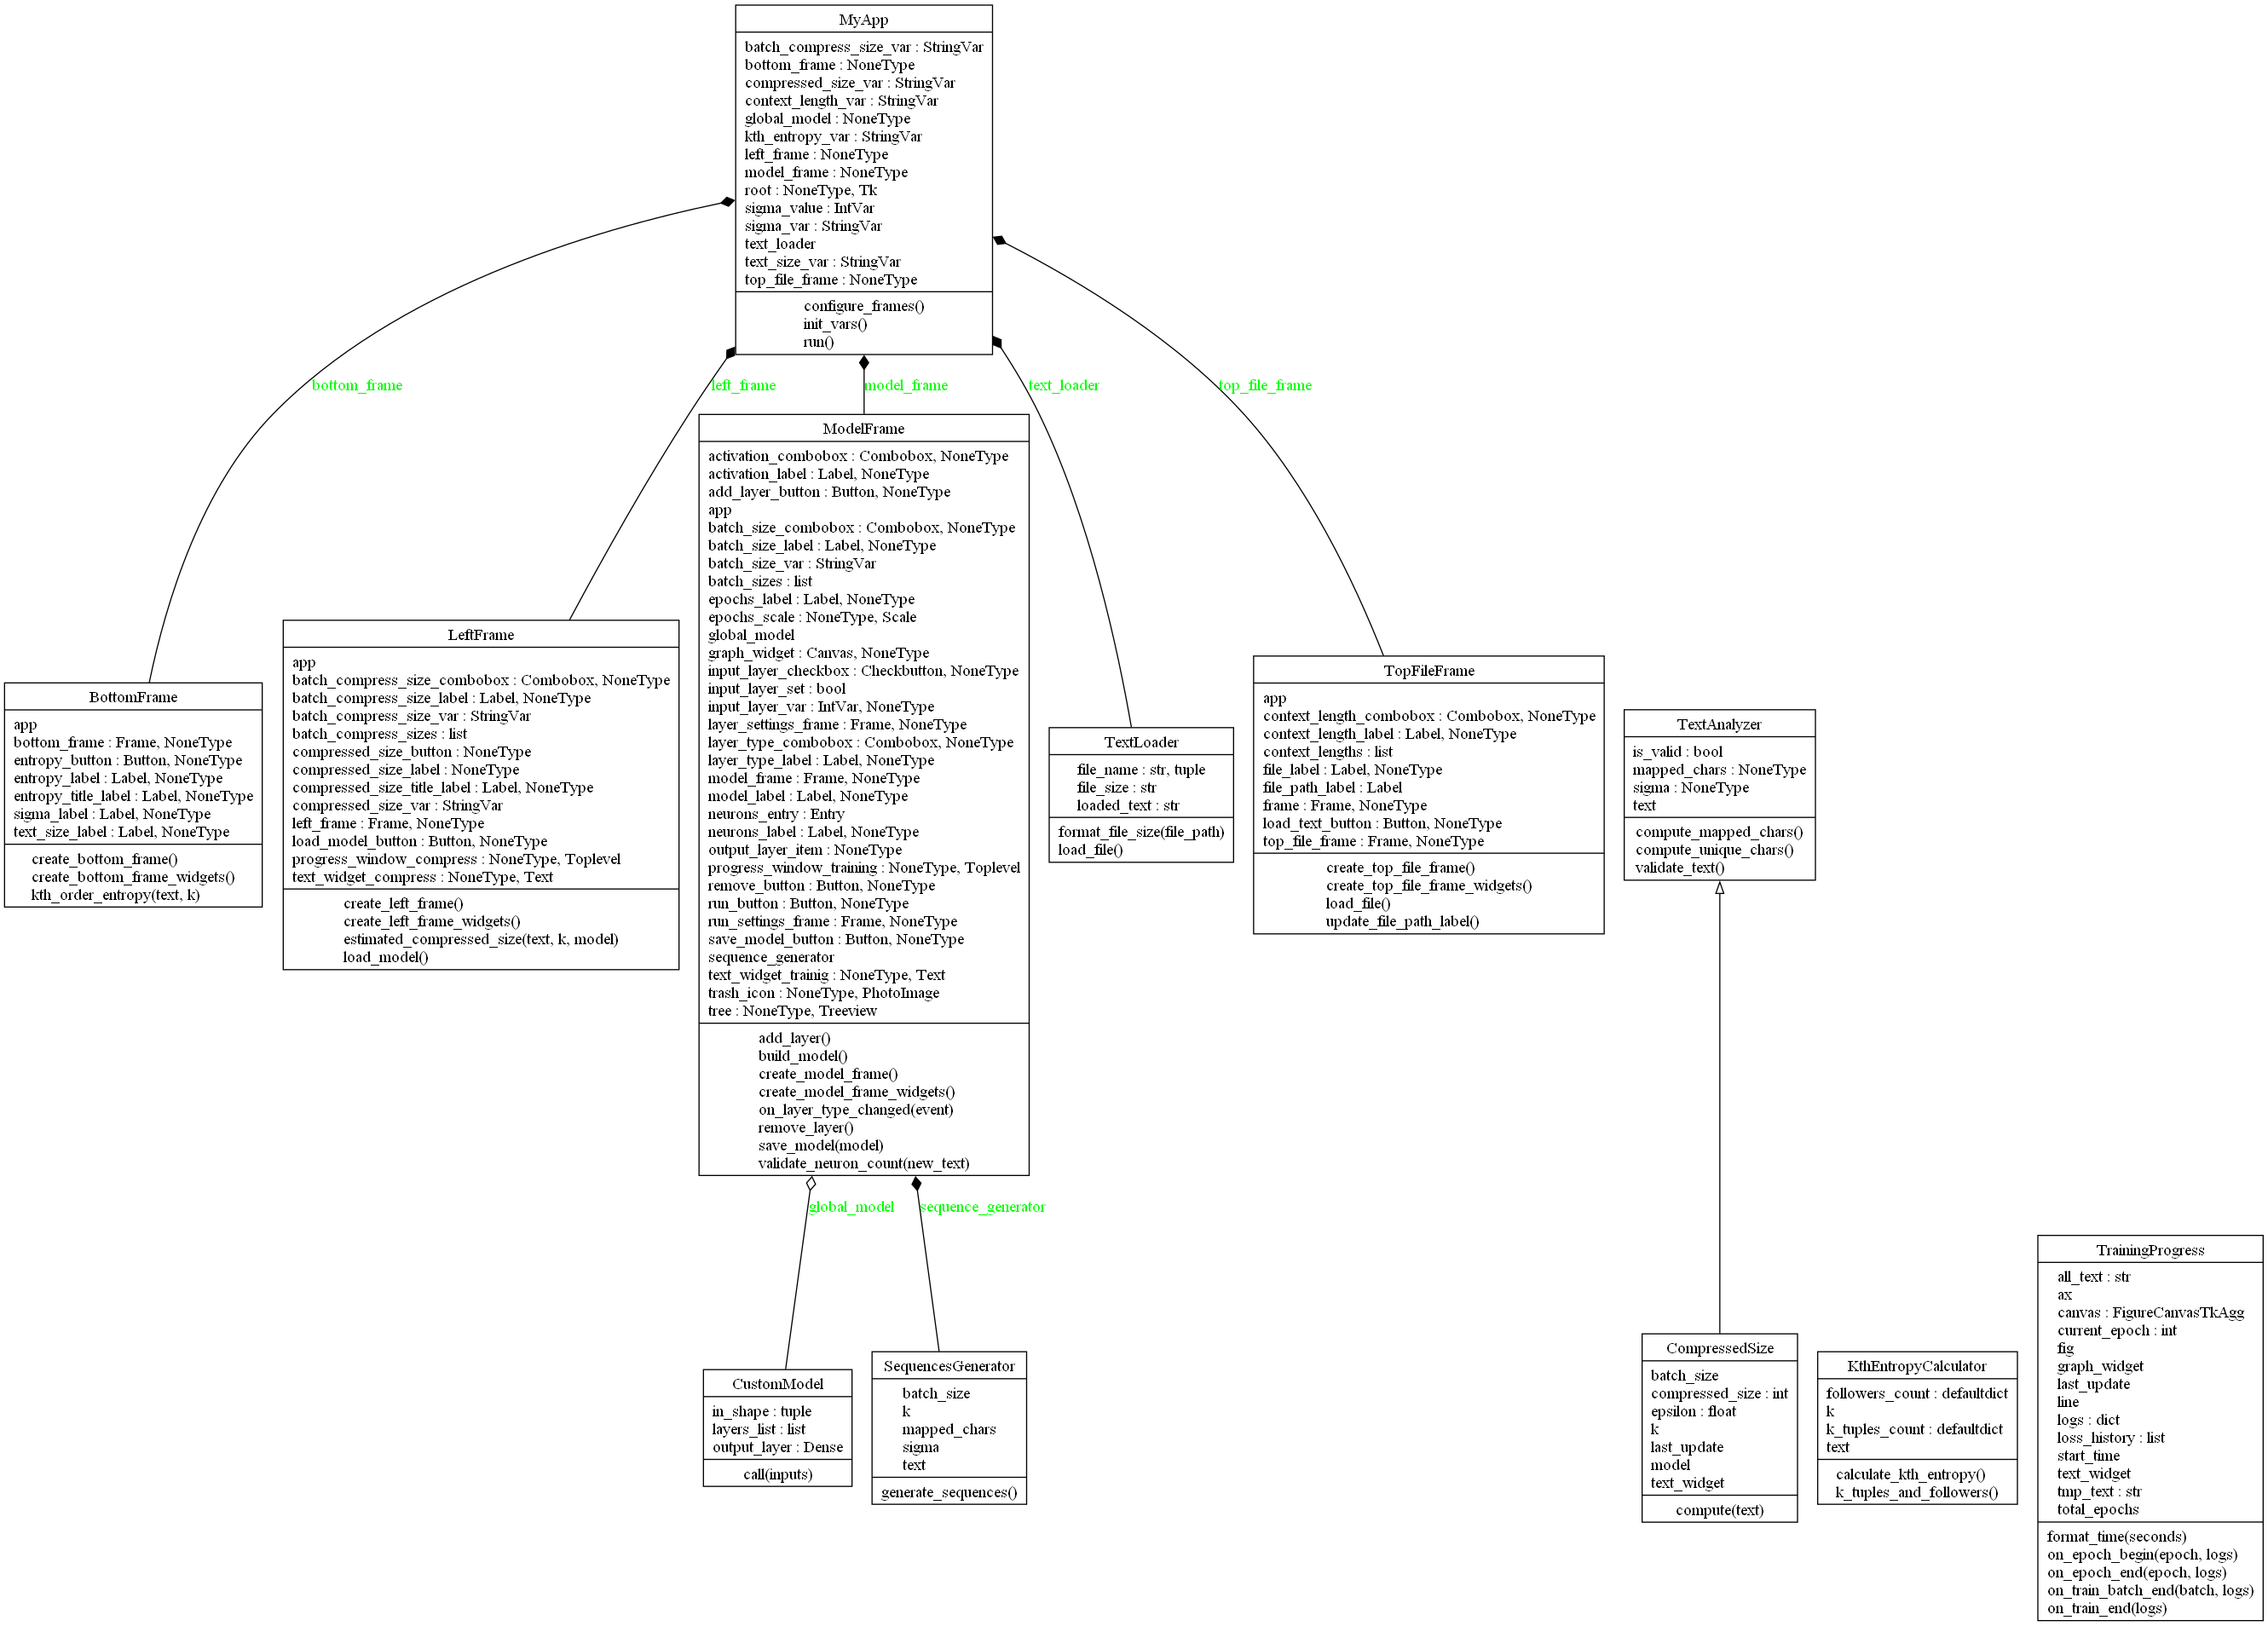 MyApp
batch_compress_size_var : StringVar
bottom_frame : NoneType
compressed_size_var : StringVar
context_length_var : StringVar
global_model : NoneType
kth_entropy_var : StringVar
left_frame : NoneType
model_frame : NoneType
root : NoneType, Tk
sigma_value : IntVar
sigma_var : StringVar
text_loader
text_size_var : StringVar
top_file_frame : NoneType
configure_frames()
init_vars()
run()
bottom_frame
left_frame
model_frame
text_loader
top_file_frame
BottomFrame
app
bottom_frame : Frame, NoneType
entropy_button : Button, NoneType
entropy_label : Label, NoneType
entropy_title_label : Label, NoneType
sigma_label : Label, NoneType
text_size_label : Label, NoneType
create_bottom_frame()
create_bottom_frame_widgets()
kth_order_entropy(text, k)
LeftFrame
app
batch_compress_size_combobox : Combobox, NoneType
batch_compress_size_label : Label, NoneType
batch_compress_size_var : StringVar
batch_compress_sizes : list
compressed_size_button : NoneType
compressed_size_label : NoneType
compressed_size_title_label : Label, NoneType
compressed_size_var : StringVar
left_frame : Frame, NoneType
load_model_button : Button, NoneType
progress_window_compress : NoneType, Toplevel
text_widget_compress : NoneType, Text
create_left_frame()
create_left_frame_widgets()
estimated_compressed_size(text, k, model)
load_model()
ModelFrame
activation_combobox : Combobox, NoneType
activation_label : Label, NoneType
add_layer_button : Button, NoneType
app
batch_size_combobox : Combobox, NoneType
batch_size_label : Label, NoneType
batch_size_var : StringVar
batch_sizes : list
epochs_label : Label, NoneType
epochs_scale : NoneType, Scale
global_model
graph_widget : Canvas, NoneType
input_layer_checkbox : Checkbutton, NoneType
input_layer_set : bool
input_layer_var : IntVar, NoneType
layer_settings_frame : Frame, NoneType
layer_type_combobox : Combobox, NoneType
layer_type_label : Label, NoneType
model_frame : Frame, NoneType
model_label : Label, NoneType
neurons_entry : Entry
neurons_label : Label, NoneType
output_layer_item : NoneType
progress_window_training : NoneType, Toplevel
remove_button : Button, NoneType
run_button : Button, NoneType
run_settings_frame : Frame, NoneType
save_model_button : Button, NoneType
sequence_generator
text_widget_trainig : NoneType, Text
trash_icon : NoneType, PhotoImage
tree : NoneType, Treeview
add_layer()
build_model()
create_model_frame()
create_model_frame_widgets()
on_layer_type_changed(event)
remove_layer()
save_model(model)
validate_neuron_count(new_text)
TextLoader
file_name : str, tuple
file_size : str
loaded_text : str
format_file_size(file_path)
load_file()
TopFileFrame
app
context_length_combobox : Combobox, NoneType
context_length_label : Label, NoneType
context_lengths : list
file_label : Label, NoneType
file_path_label : Label
frame : Frame, NoneType
load_text_button : Button, NoneType
top_file_frame : Frame, NoneType
create_top_file_frame()
create_top_file_frame_widgets()
load_file()
update_file_path_label()
TextAnalyzer
is_valid : bool
mapped_chars : NoneType
sigma : NoneType
text
compute_mapped_chars()
compute_unique_chars()
validate_text()
global_model
sequence_generator
CustomModel
in_shape : tuple
layers_list : list
output_layer : Dense
call(inputs)
SequencesGenerator
batch_size
k
mapped_chars
sigma
text
generate_sequences()
CompressedSize
batch_size
compressed_size : int
epsilon : float
k
last_update
model
text_widget
compute(text)
KthEntropyCalculator
followers_count : defaultdict
k
k_tuples_count : defaultdict
text
calculate_kth_entropy()
k_tuples_and_followers()
TrainingProgress
all_text : str
ax
canvas : FigureCanvasTkAgg
current_epoch : int
fig
graph_widget
last_update
line
logs : dict
loss_history : list
start_time
text_widget
tmp_text : str
total_epochs
format_time(seconds)
on_epoch_begin(epoch, logs)
on_epoch_end(epoch, logs)
on_train_batch_end(batch, logs)
on_train_end(logs)